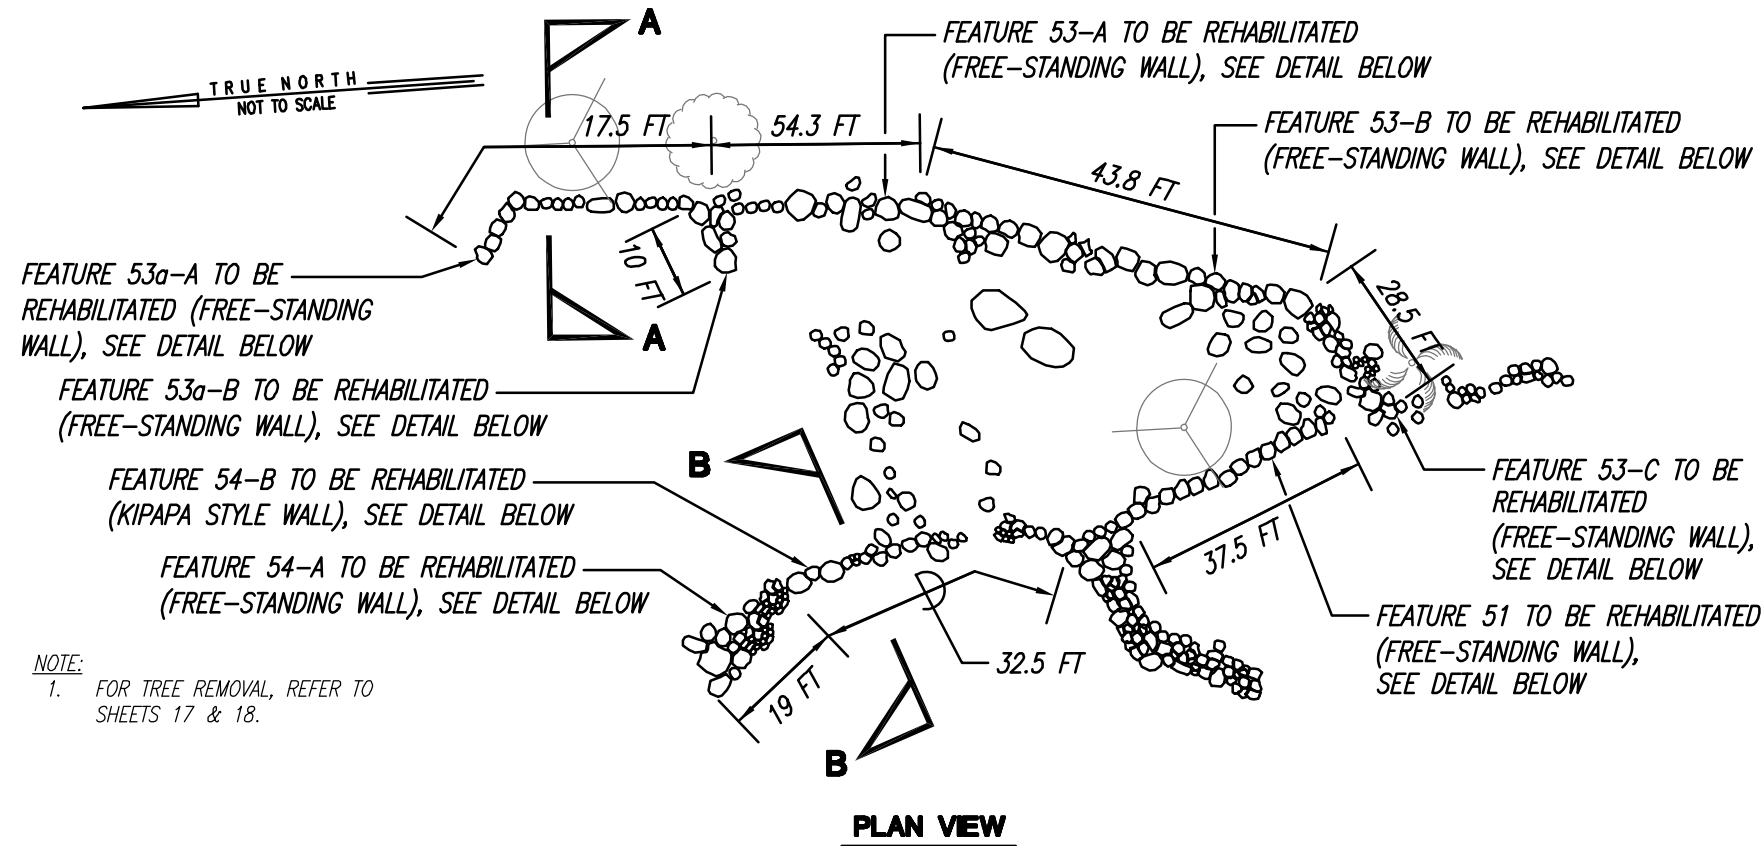 A
FEATURE 53-A TO BE REHABILITATED
(FREE-STANDING WALL), SEE DETAIL BELOW
TRUE NORTH
NOT TO SCALE
17.5 FT
54.3 FT
FEATURE 53-B TO BE REHABILITATED
(FREE-STANDING WALL), SEE DETAIL BELOW
43.8 FT
10 FT
28.5 FT
FEATURE 53a-A TO BE
REHABILITATED (FREE-STANDING
WALL), SEE DETAIL BELOW
A
FEATURE 53a-B TO BE REHABILITATED
(FREE-STANDING WALL), SEE DETAIL BELOW
B
FEATURE 54-B TO BE REHABILITATED
(KIPAPA STYLE WALL), SEE DETAIL BELOW
FEATURE 53-C TO BE
REHABILITATED
(FREE-STANDING WALL),
SEE DETAIL BELOW
37.5 FT
FEATURE 54-A TO BE REHABILITATED
(FREE-STANDING WALL), SEE DETAIL BELOW
FEATURE 51 TO BE REHABILITATED
(FREE-STANDING WALL),
SEE DETAIL BELOW
32.5 FT
19 FT
NOTE:
1. FOR TREE REMOVAL, REFER TO
SHEETS 17 & 18.
B
PLAN VIEW